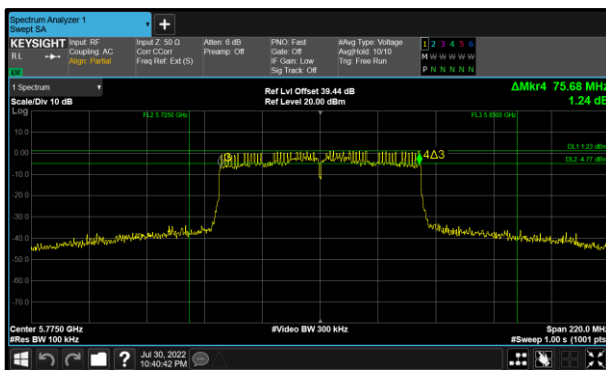 Spectrum Analyzer 1
Swept SA
+
KEYSIGHT
RL
Input: RF
Coupling: AC
Align: Partial
Input Z: 50 Ω
Corr CCorr
Freq Ref: Ext (S)
Atten: 6 dB
Preamp: Off
PNO: Fast
Gate: Off
IF Gain: Low
Sig Track: Off
#Avg Type: Voltage
Avg|Hold: 10/10
Trig: Free Run
1 2 3 4 5 6
M W W W W W
P N N N N N
1 Spectrum
Scale/Div 10 dB
Ref Lvl Offset 39.44 dB
Ref Level 20.00 dBm
ΔMkr4 75.68 MHz
1.24 dB
Log
FL2 5.7250 GHz
FL3 5.8500 GHz
10.0
DL1 1.23 dBm
0.00
3
4Δ3
DL2 -4.77 dBm
-10.0
-20.0
-30.0
-40.0
-50.0
-60.0
-70.0
Center 5.7750 GHz
#Video BW 300 kHz
Span 220.0 MHz
#Res BW 100 kHz
#Sweep 1.00 s (1001 pts)
?
Jul 30, 2022
10:40:42 PM